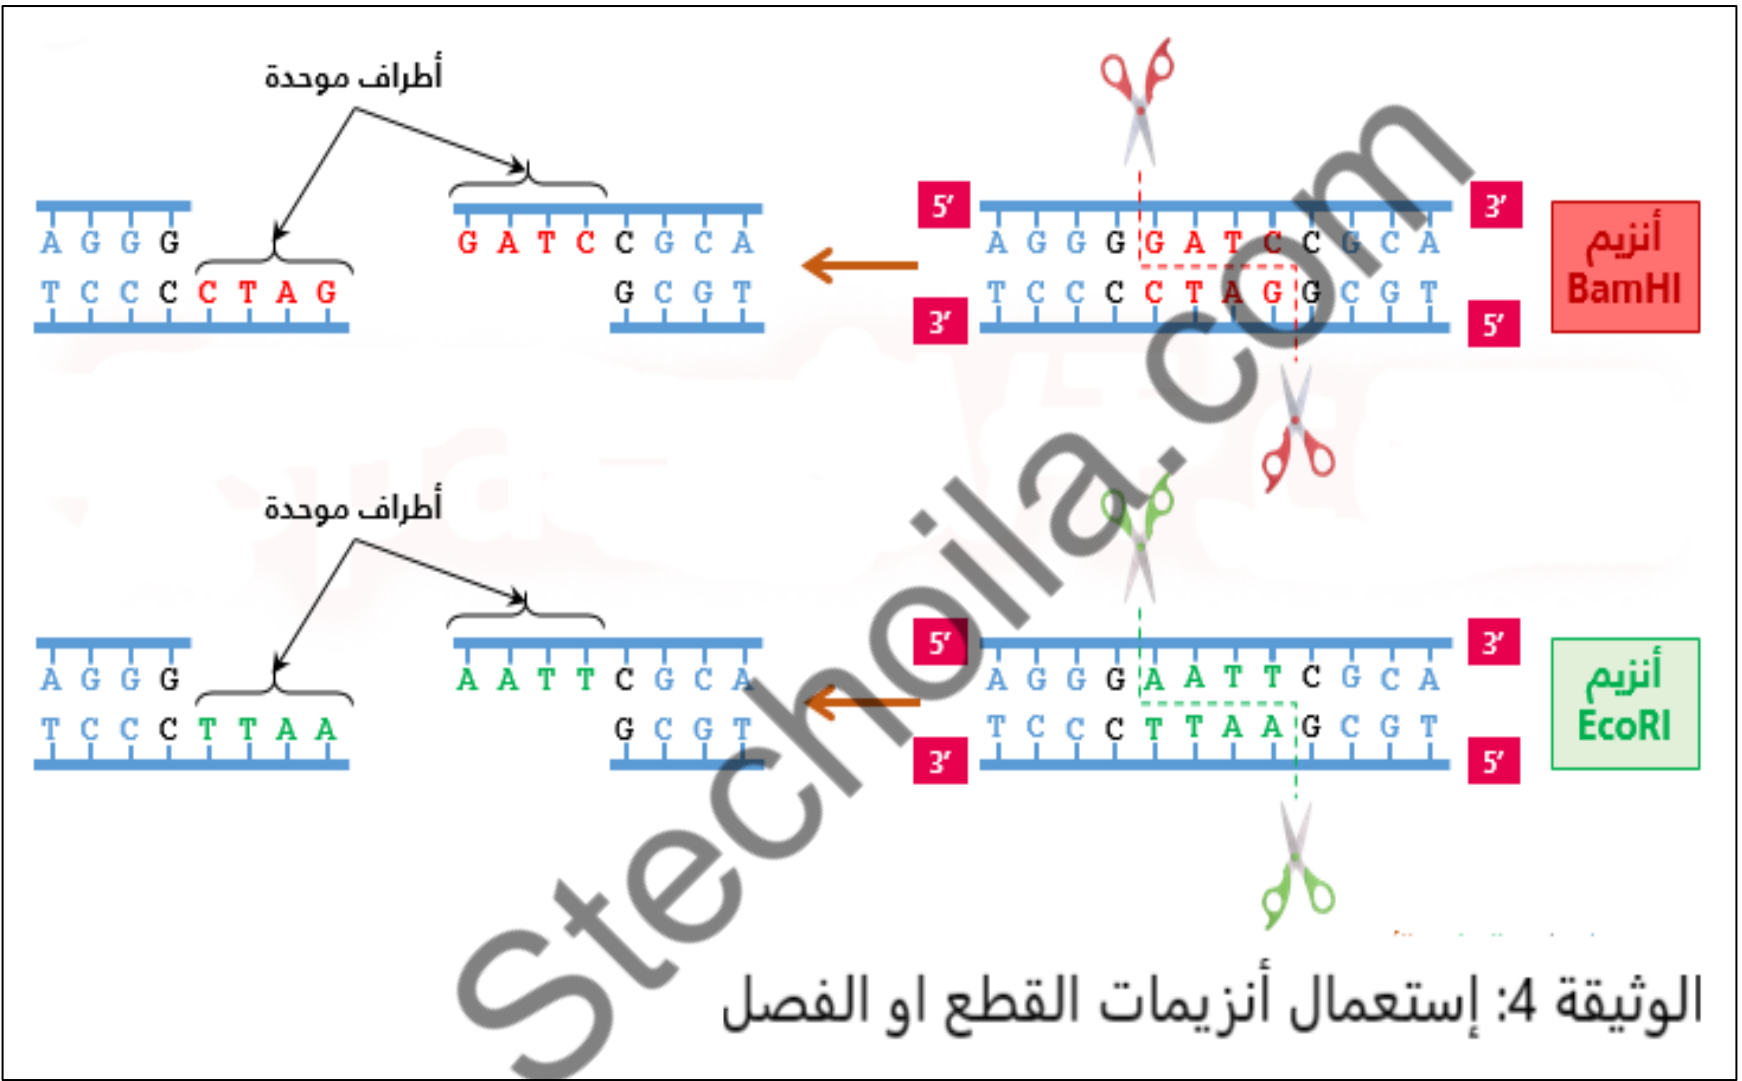 أطراف موحدة
5′ 3′
A G G G G A T C C G C A
T C C C C T A G G C G T
3′ 5′
أنزيم
BamHI
G A T C C G C A
G C G T
A G G G
T C C C C T A G
أطراف موحدة
5′ 3′
A G G G A A T T C G C A
T C C C T T A A G C G T
3′ 5′
أنزيم
EcoRI
A A T T C G C A
G C G T
A G G G
T C C C T T A A
الوثيقة 4: إستعمال أنزيمات القطع او الفصل
Stechoila.com